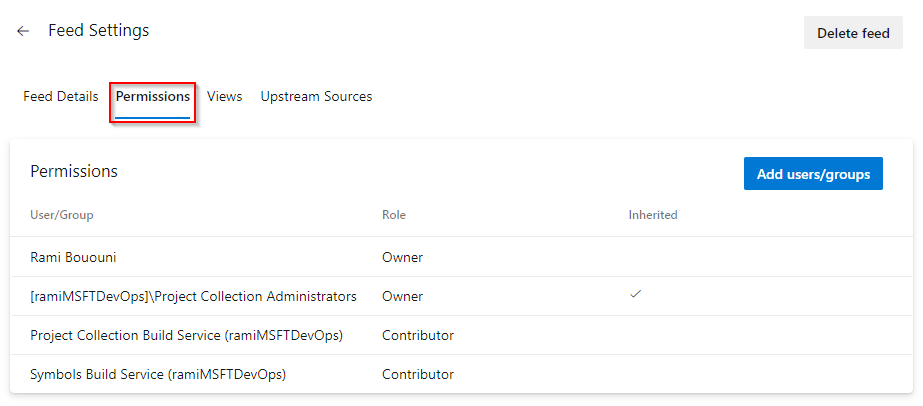 Feed Settings
Delete feed
Feed Details Permissions Views Upstream Sources
Permissions
Add users/groups
User/Group Role Inherited
Rami Bououni Owner
[ramiMSFTDevOps]\Project Collection Administrators Owner
Project Collection Build Service (ramiMSFTDevOps) Contributor
Symbols Build Service (ramiMSFTDevOps) Contributor